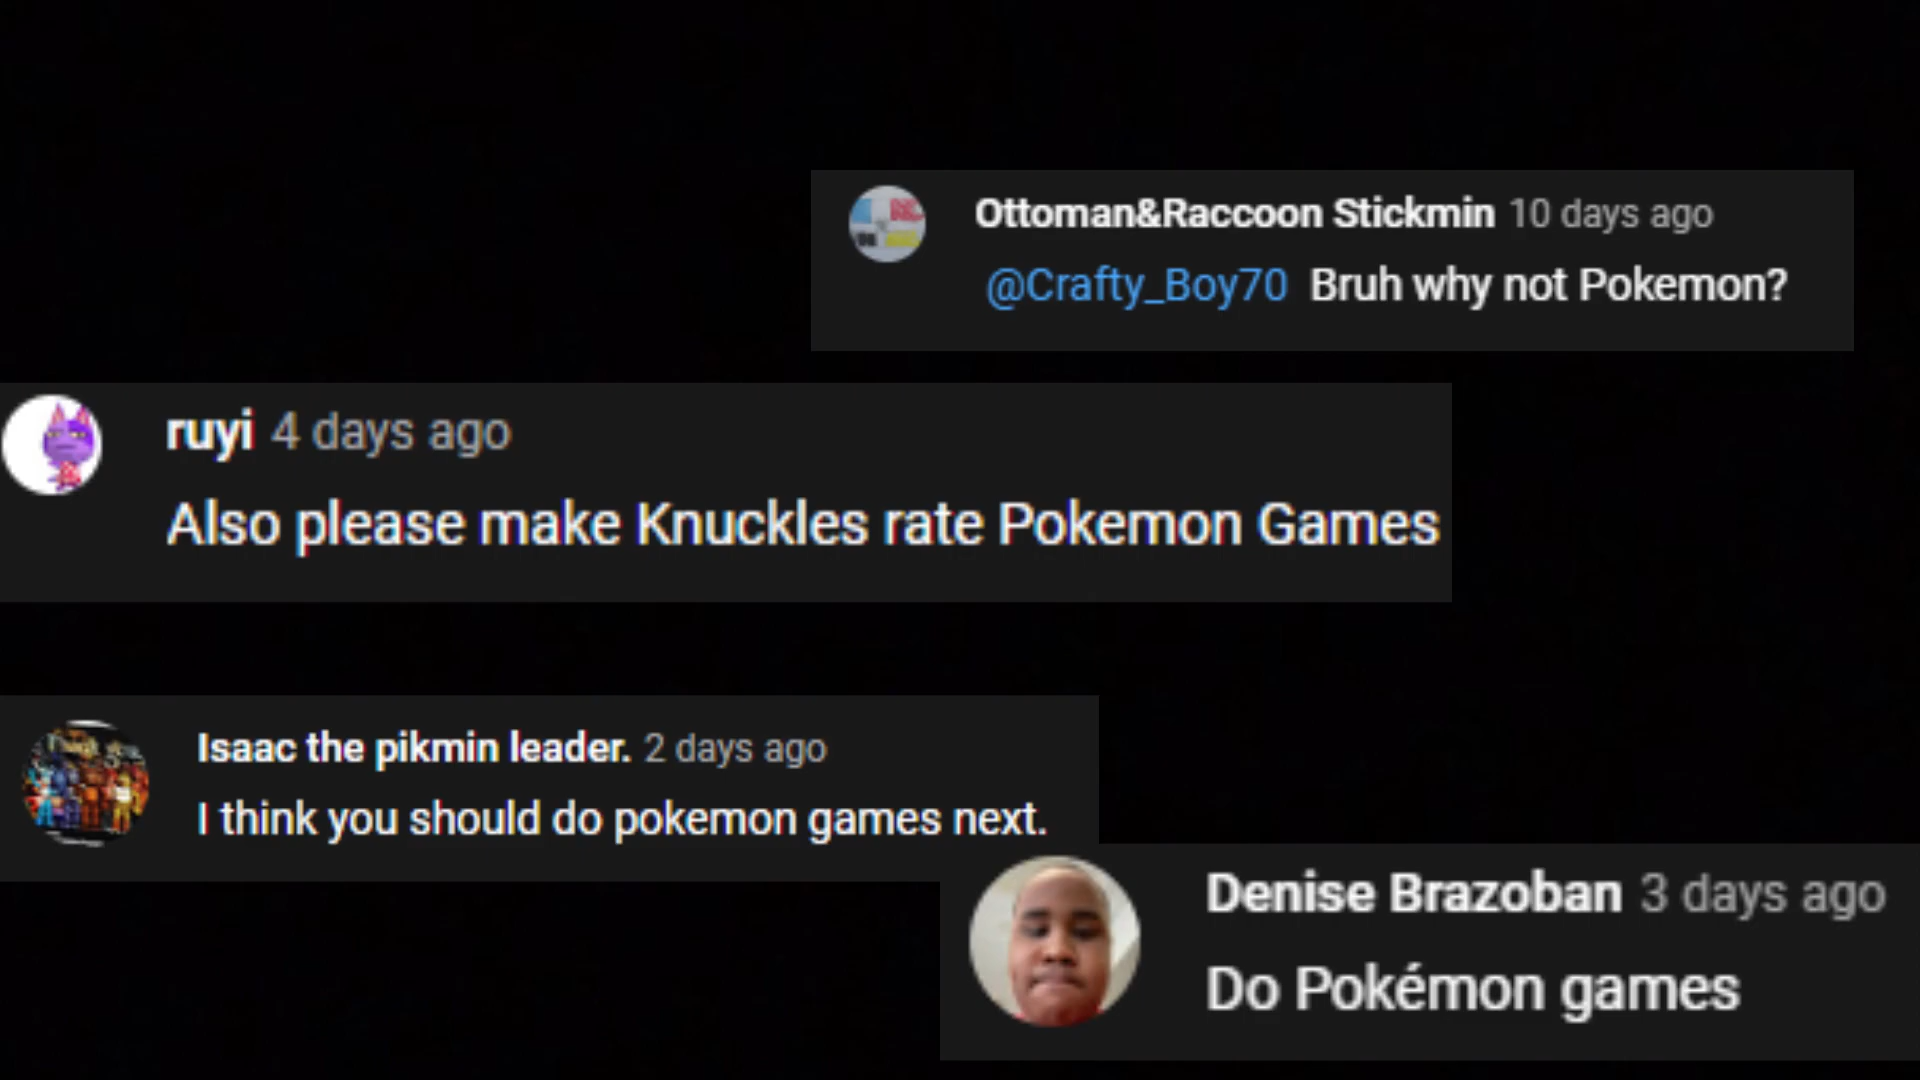 Ottoman&Raccoon Stickmin 10 days ago
@Crafty_Boy70 Bruh why not Pokemon?
ruyi 4 days ago
Also please make Knuckles rate Pokemon Games
Isaac the pikmin leader. 2 days ago
I think you should do pokemon games next.
Denise Brazoban 3 days ago
Do Pokémon games